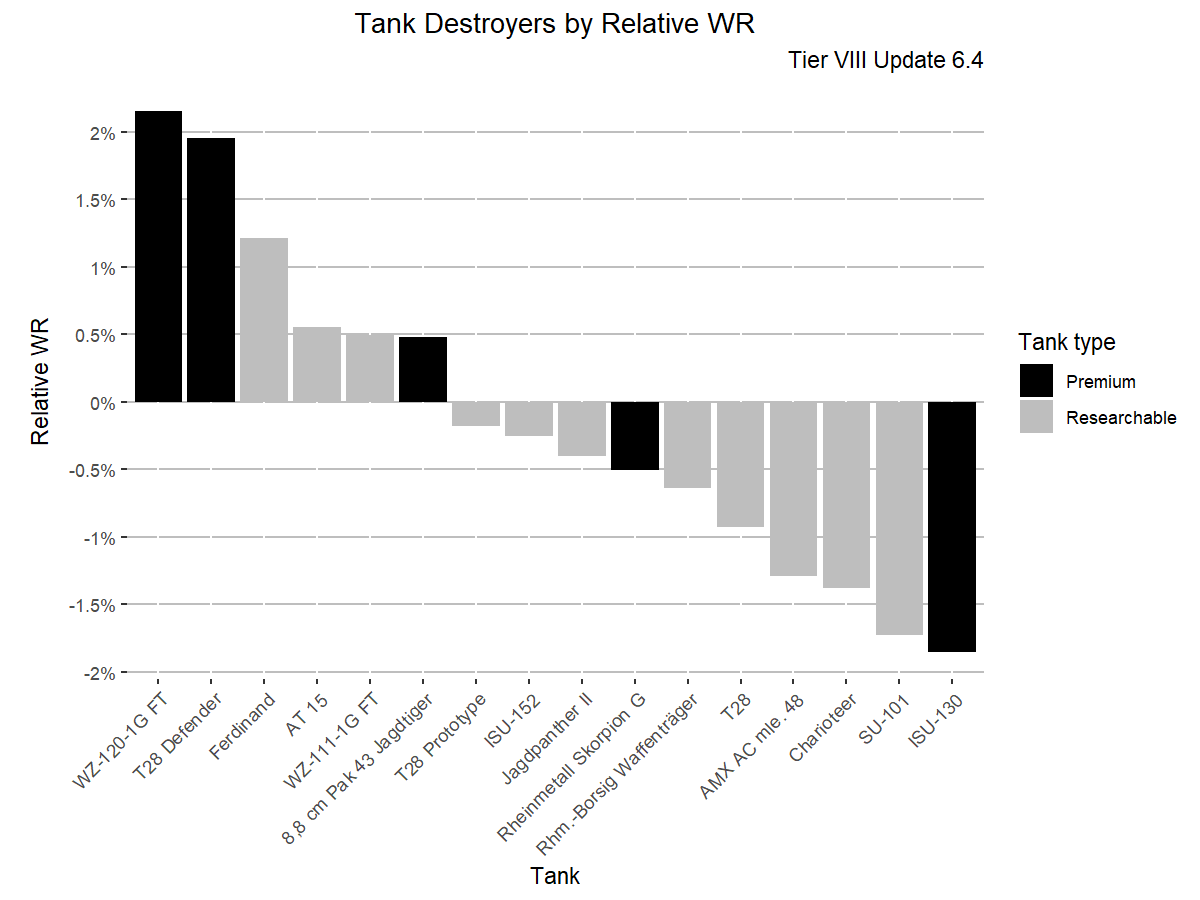 Tank Destroyers by Relative WR
Tier VIII Update 6.4
Relative WR
2%
1.5%
1%
0.5%
0%
-0.5%
-1%
-1.5%
-2%
WZ-120-1G FT
T28 Defender
Ferdinand
AT 15
WZ-111-1G FT
8,8 cm Pak 43 Jagdtiger
T28 Prototype
ISU-152
Jagdpanther II
Rheinmetall Skorpion G
Rhm.-Borsig Waffenträger
T28
AMX AC mle. 48
Charioteer
SU-101
ISU-130
Tank
Tank type
Premium
Researchable